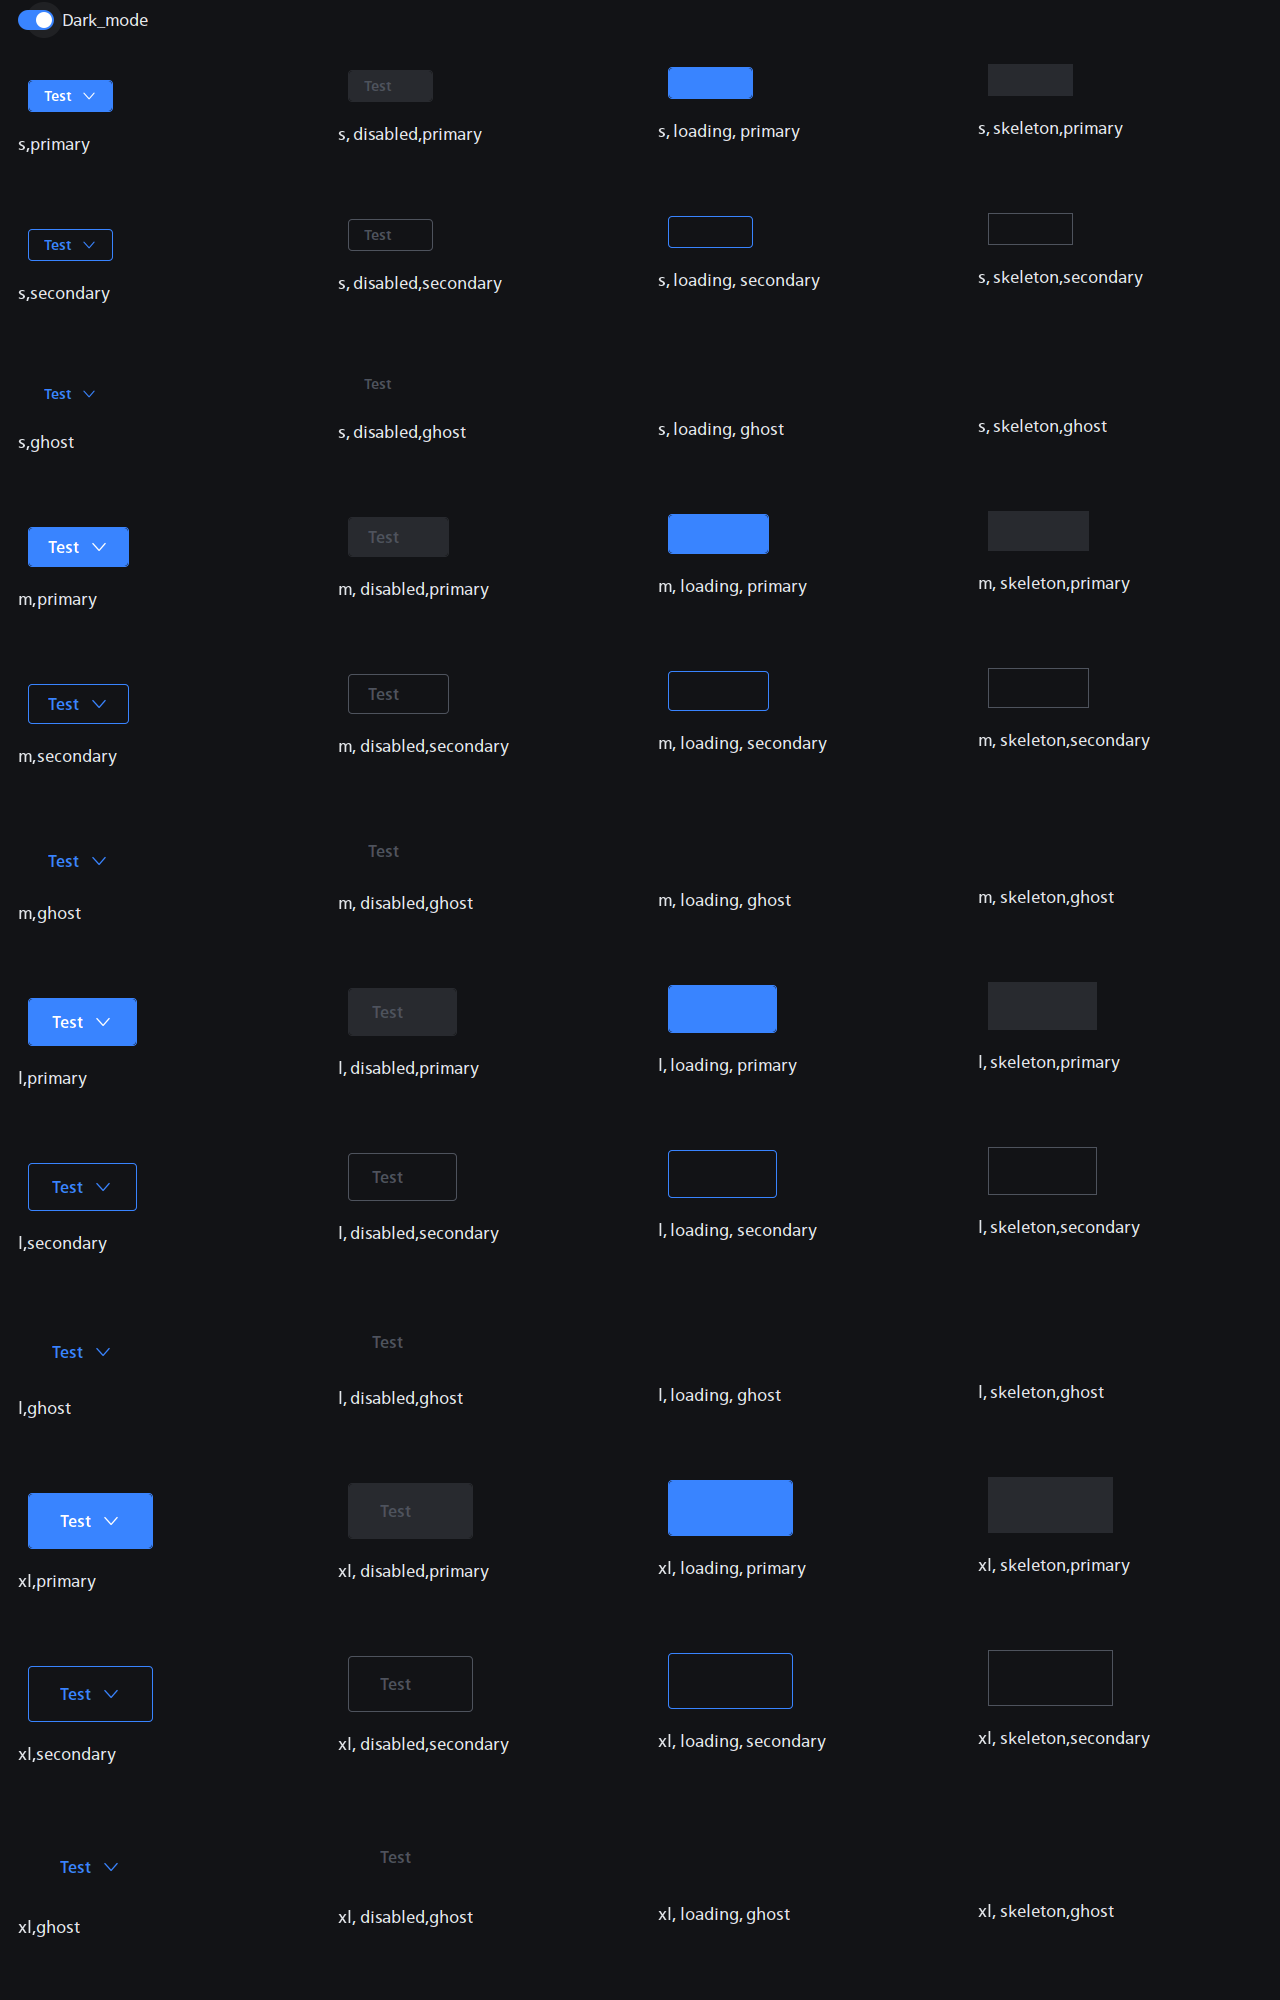 Dark_mode
Test
Test
s,primary
s, disabled,primary
s, loading, primary
s, skeleton,primary
Test
Test
s,secondary
s, disabled,secondary
s, loading, secondary
s, skeleton,secondary
Test
Test
s,ghost
s, disabled,ghost
s, loading, ghost
s, skeleton,ghost
Test
Test
m,primary
m, disabled,primary
m, loading, primary
m, skeleton,primary
Test
Test
m,secondary
m, disabled,secondary
m, loading, secondary
m, skeleton,secondary
Test
Test
m,ghost
m, disabled,ghost
m, loading, ghost
m, skeleton,ghost
Test
Test
l,primary
l, disabled,primary
l, loading, primary
l, skeleton,primary
Test
Test
l,secondary
l, disabled,secondary
l, loading, secondary
l, skeleton,secondary
Test
Test
l,ghost
l, disabled,ghost
l, loading, ghost
l, skeleton,ghost
Test
Test
xl,primary
xl, disabled,primary
xl, loading, primary
xl, skeleton,primary
Test
Test
xl,secondary
xl, disabled,secondary
xl, loading, secondary
xl, skeleton,secondary
Test
Test
xl,ghost
xl, disabled,ghost
xl, loading, ghost
xl, skeleton,ghost